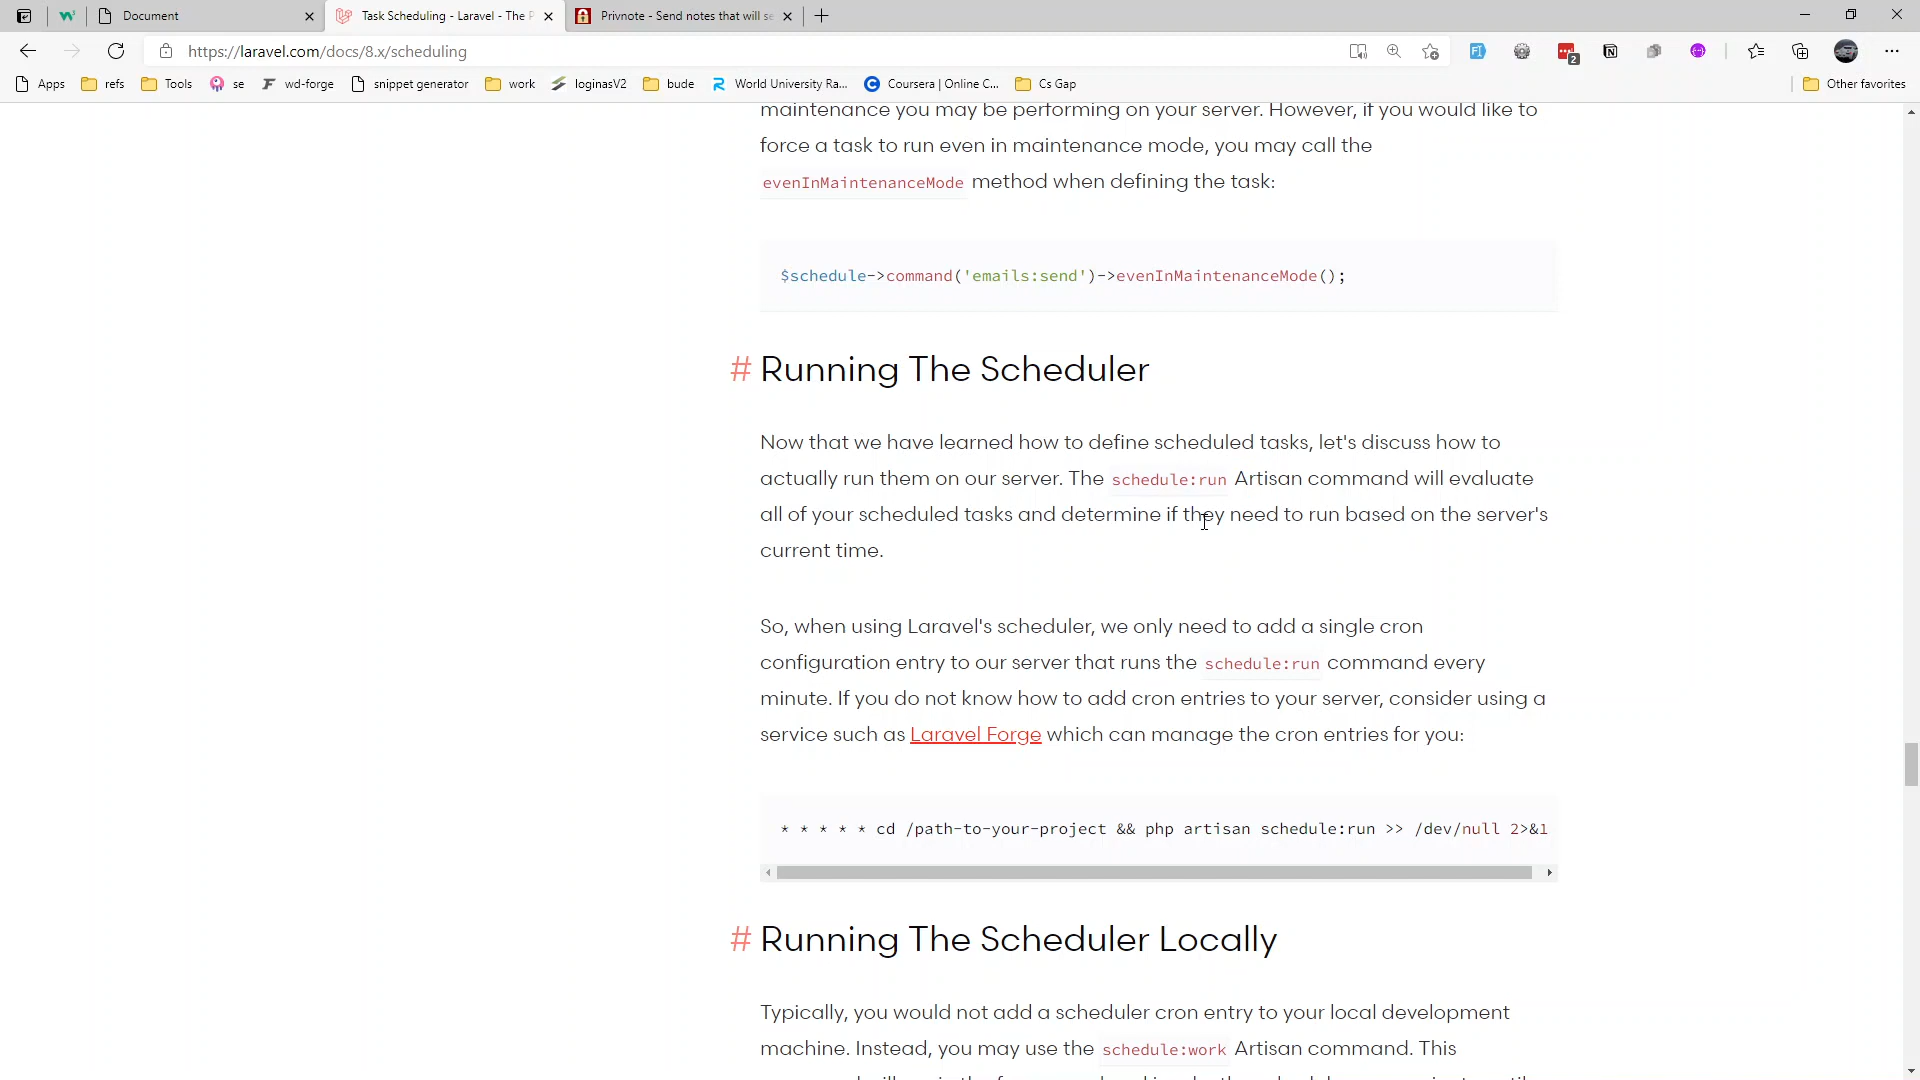 Document
Task Scheduling - Laravel - The P
Privnote - Send notes that will se
https://laravel.com/docs/8.x/scheduling
2
Apps
refs
Tools
se
wd-forge
snippet generator
work
loginasV2
bude
World University Ra...
Coursera | Online C...
Cs Gap
Other favorites
maintenance you may be performing on your server. However, if you would like to
force a task to run even in maintenance mode, you may call the
evenInMaintenanceMode method when defining the task:
$schedule->command('emails:send')->evenInMaintenanceMode();
# Running The Scheduler
Now that we have learned how to define scheduled tasks, let's discuss how to
actually run them on our server. The schedule:run Artisan command will evaluate
all of your scheduled tasks and determine if they need to run based on the server's
current time.
So, when using Laravel's scheduler, we only need to add a single cron
configuration entry to our server that runs the schedule:run command every
minute. If you do not know how to add cron entries to your server, consider using a
service such as Laravel Forge which can manage the cron entries for you:
* * * * * cd /path-to-your-project && php artisan schedule:run >> /dev/null 2>&1
# Running The Scheduler Locally
Typically, you would not add a scheduler cron entry to your local development
machine. Instead, you may use the schedule:work Artisan command. This